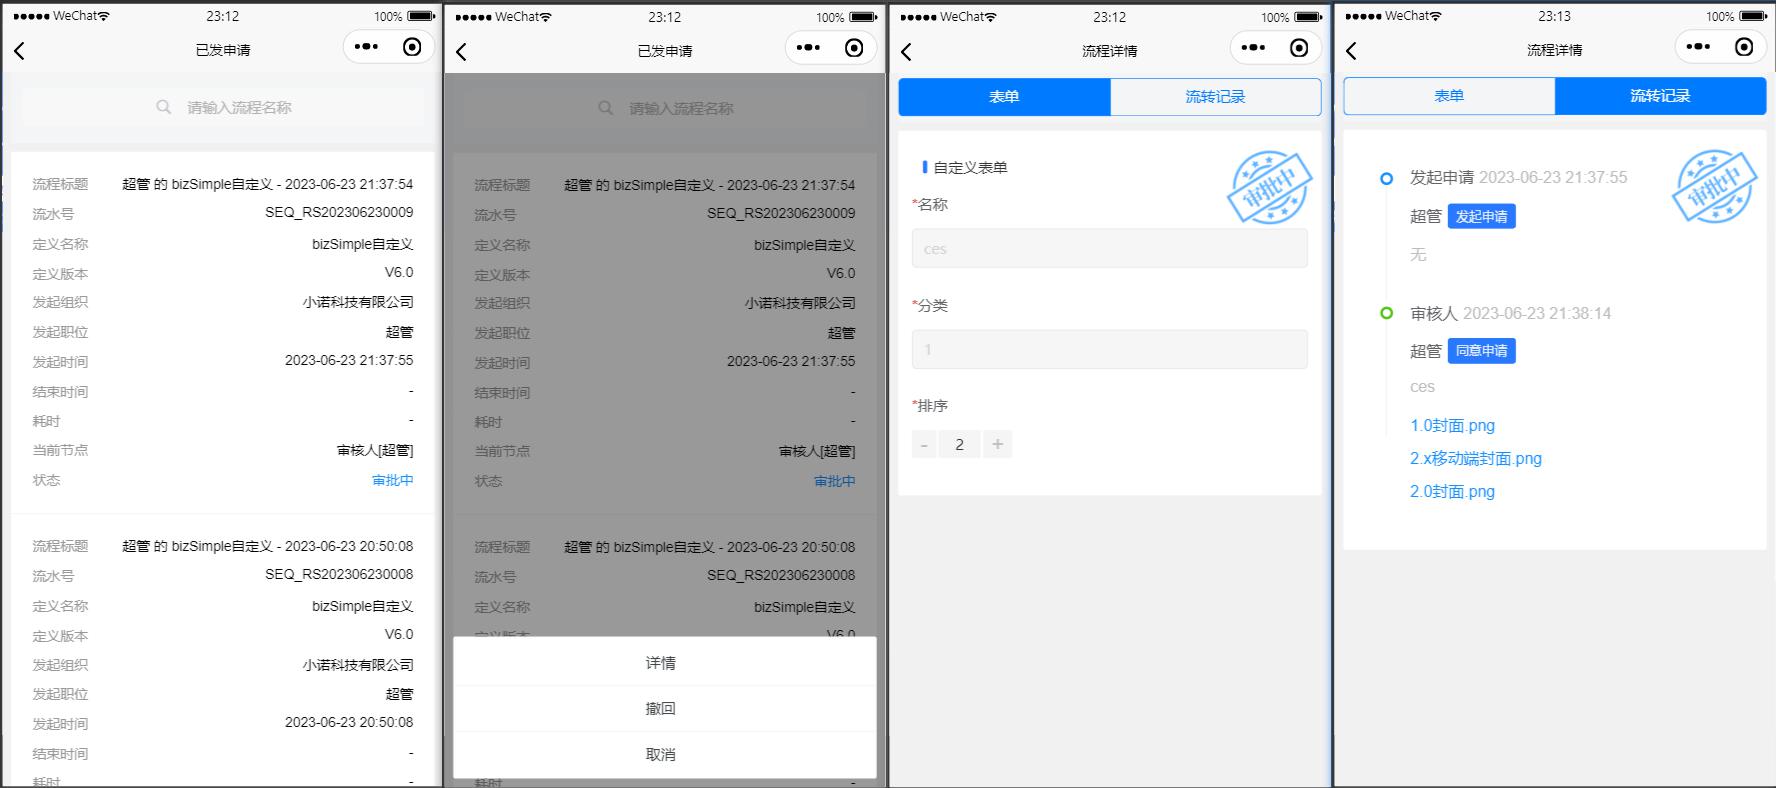 WeChat
23:12
100%
已发申请
请输入流程名称
流程标题 超管 的 bizSimple自定义 - 2023-06-23 21:37:54
流水号 SEQ_RS202306230009
定义名称 bizSimple自定义
定义版本 V6.0
发起组织 小诺科技有限公司
发起职位 超管
发起时间 2023-06-23 21:37:55
结束时间 -
耗时 -
当前节点 审核人[超管]
状态 审批中
流程标题 超管 的 bizSimple自定义 - 2023-06-23 20:50:08
流水号 SEQ_RS202306230008
定义名称 bizSimple自定义
定义版本 V6.0
发起组织 小诺科技有限公司
发起职位 超管
发起时间 2023-06-23 20:50:08
结束时间 -
耗时 -
WeChat
23:12
100%
已发申请
请输入流程名称
流程标题 超管 的 bizSimple自定义 - 2023-06-23 21:37:54
流水号 SEQ_RS202306230009
定义名称 bizSimple自定义
定义版本 V6.0
发起组织 小诺科技有限公司
发起职位 超管
发起时间 2023-06-23 21:37:55
结束时间 -
耗时 -
当前节点 审核人[超管]
状态 审批中
流程标题 超管 的 bizSimple自定义 - 2023-06-23 20:50:08
流水号 SEQ_RS202306230008
定义名称 bizSimple自定义
定义版本 V6.0
详情
撤回
取消
耗时 -
WeChat
23:12
100%
流程详情
表单 流转记录
自定义表单
审批中
*名称
ces
*分类
1
*排序
- 2 +
WeChat
23:13
100%
流程详情
表单 流转记录
审批中
发起申请 2023-06-23 21:37:55
超管 发起申请
无
审核人 2023-06-23 21:38:14
超管 同意申请
ces
1.0封面.png
2.x移动端封面.png
2.0封面.png